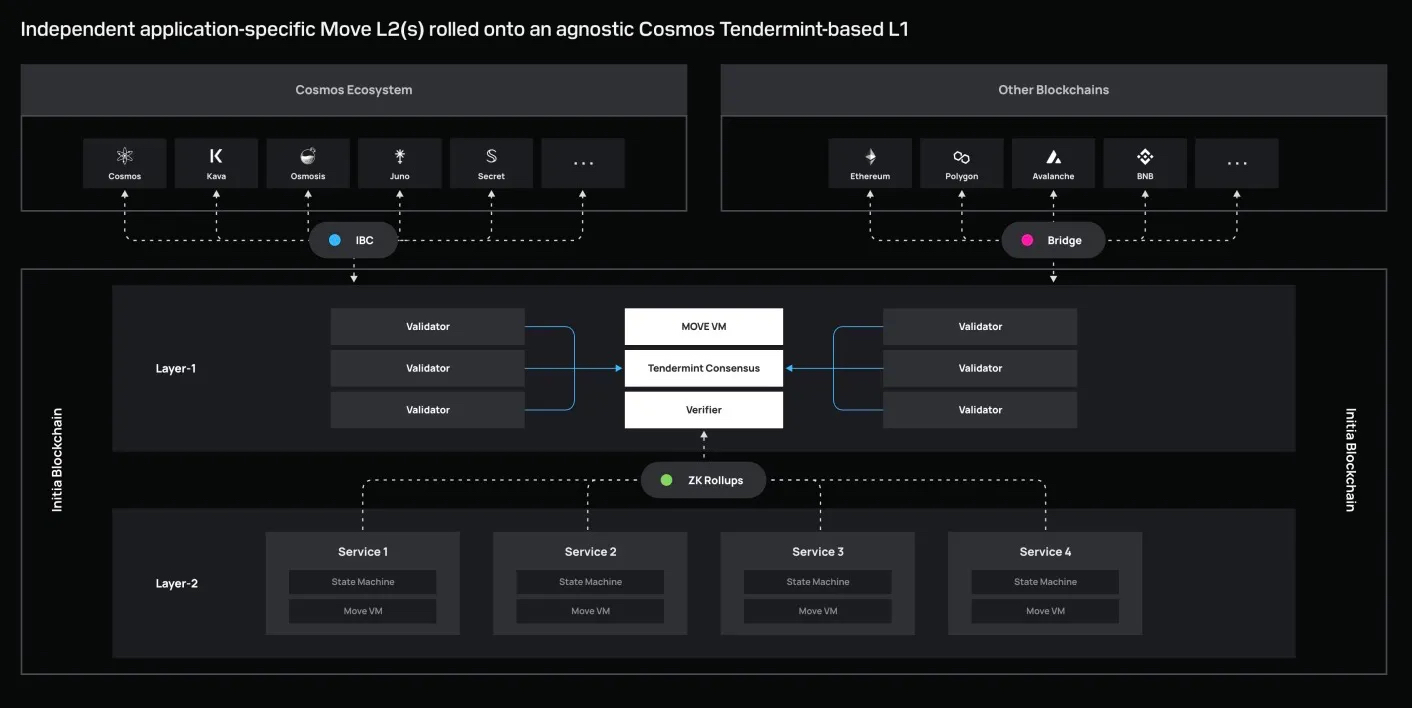 Independent application-specific Move L2(s) rolled onto an agnostic Cosmos Tendermint-based L1
Cosmos Ecosystem
Other Blockchains
Cosmos
Kava
Osmosis
Juno
Secret
...
Ethereum
Polygon
Avalanche
BNB
...
IBC
Bridge
Initia Blockchain
Layer-1
Validator
Validator
Validator
MOVE VM
Tendermint Consensus
Verifier
Validator
Validator
Validator
Initia Blockchain
ZK Rollups
Layer-2
Service 1
State Machine
Move VM
Service 2
State Machine
Move VM
Service 3
State Machine
Move VM
Service 4
State Machine
Move VM